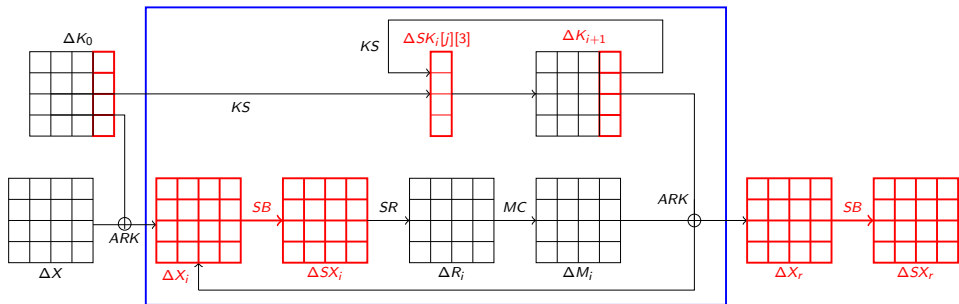 ΔK₀
ΔSKᵢ[j][3]
ΔKᵢ₊₁
KS
KS
ARK
SB
SR
MC
ARK
SB
ΔX
ΔXᵢ
ΔSXᵢ
ΔRᵢ
ΔMᵢ
ΔXᵣ
ΔSXᵣ